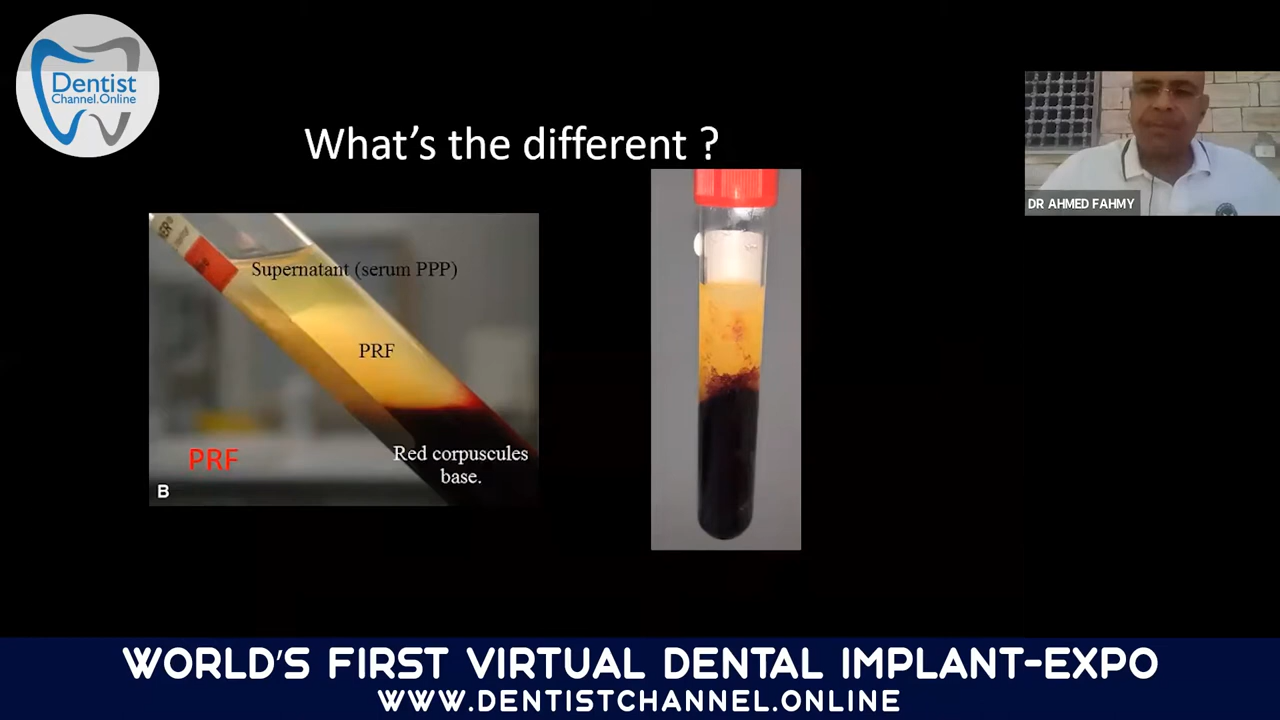 Dentist
Channel.Online
What's the different ?
DR AHMED FAHMY
Supernatant (serum PPP)
PRF
Red corpuscules
base.
PRF
B
WORLD'S FIRST VIRTUAL DENTAL IMPLANT-EXPO
WWW.DENTISTCHANNEL.ONLINE